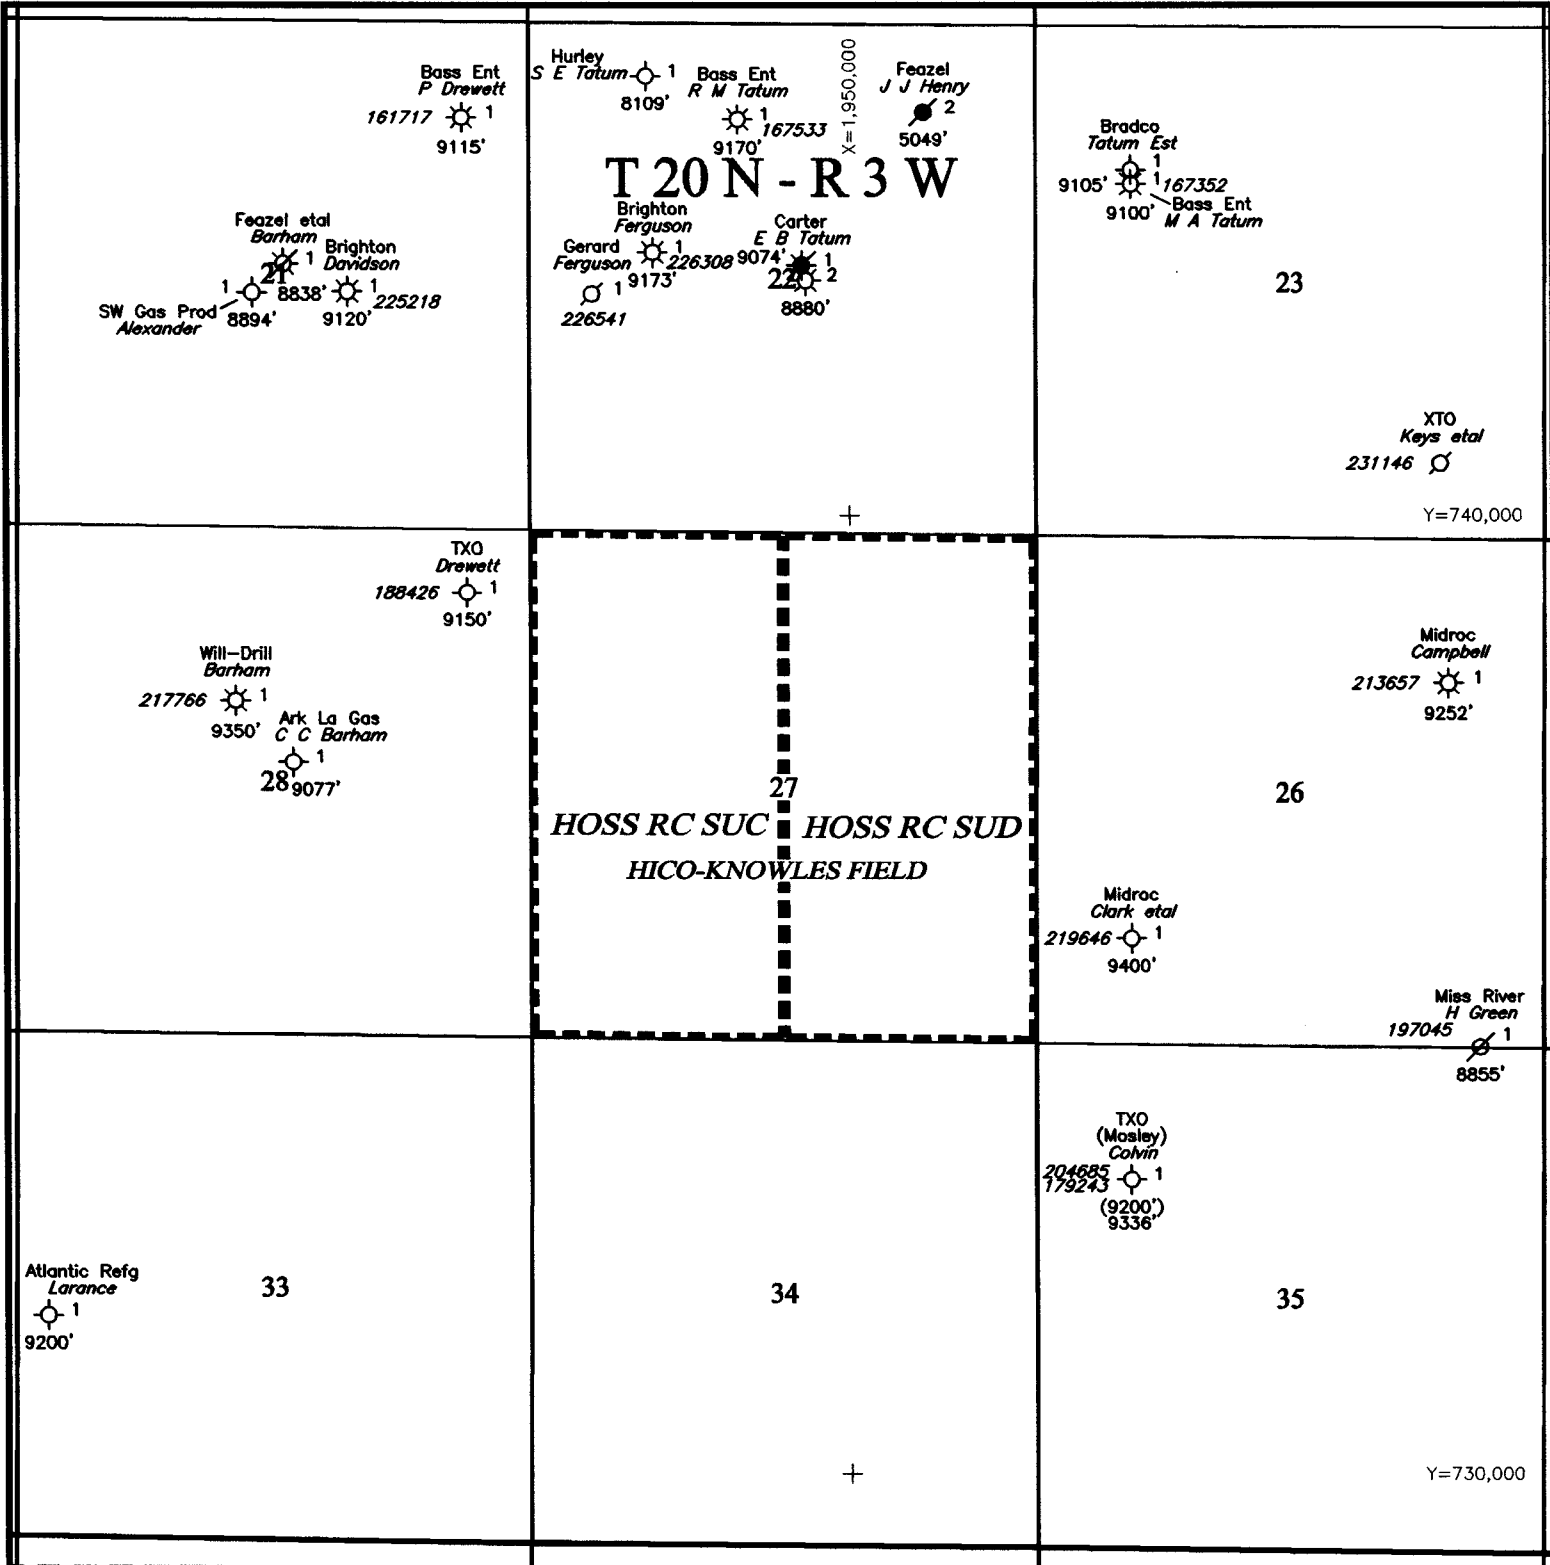 Bass Ent
P Drewett
161717 1
9115'
Hurley
S E Tatum 1
8109'
Bass Ent
R M Tatum
1
167533
9170'
X=1,950,000
Feazel
J J Henry
2
5049'
T 20 N - R 3 W
Bradco
Tatum Est
1
9105' 1 167352
9100'
Bass Ent
M A Tatum
Feazel etal
Barham
1
21
8838'
Brighton
Davidson
1
225218
9120'
1
SW Gas Prod
Alexander
8894'
Brighton
Ferguson
1
226308
9173'
Gerard
Ferguson
1
226541
Carter
E B Tatum
9074' 1
22 2
8880'
23
XTO
Keys etal
231146
Y=740,000
TXO
Drewett
188426 1
9150'
Will-Drill
Barham
217766 1
9350'
Ark La Gas
C C Barham
1
28 9077'
27
HOSS RC SUC HOSS RC SUD
HICO-KNOWLES FIELD
Midroc
Campbell
213657 1
9252'
26
Midroc
Clark etal
219646 1
9400'
Miss River
H Green
197045 1
8855'
TXO
(Mosley)
Colvin
204685
179243 1
(9200')
9336'
Atlantic Refg
Larance
1
9200'
33
34
35
Y=730,000